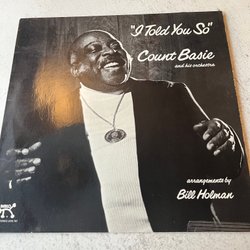 "I Told You So"
Count Basie
and his orchestra
arrangements by
Bill Holman